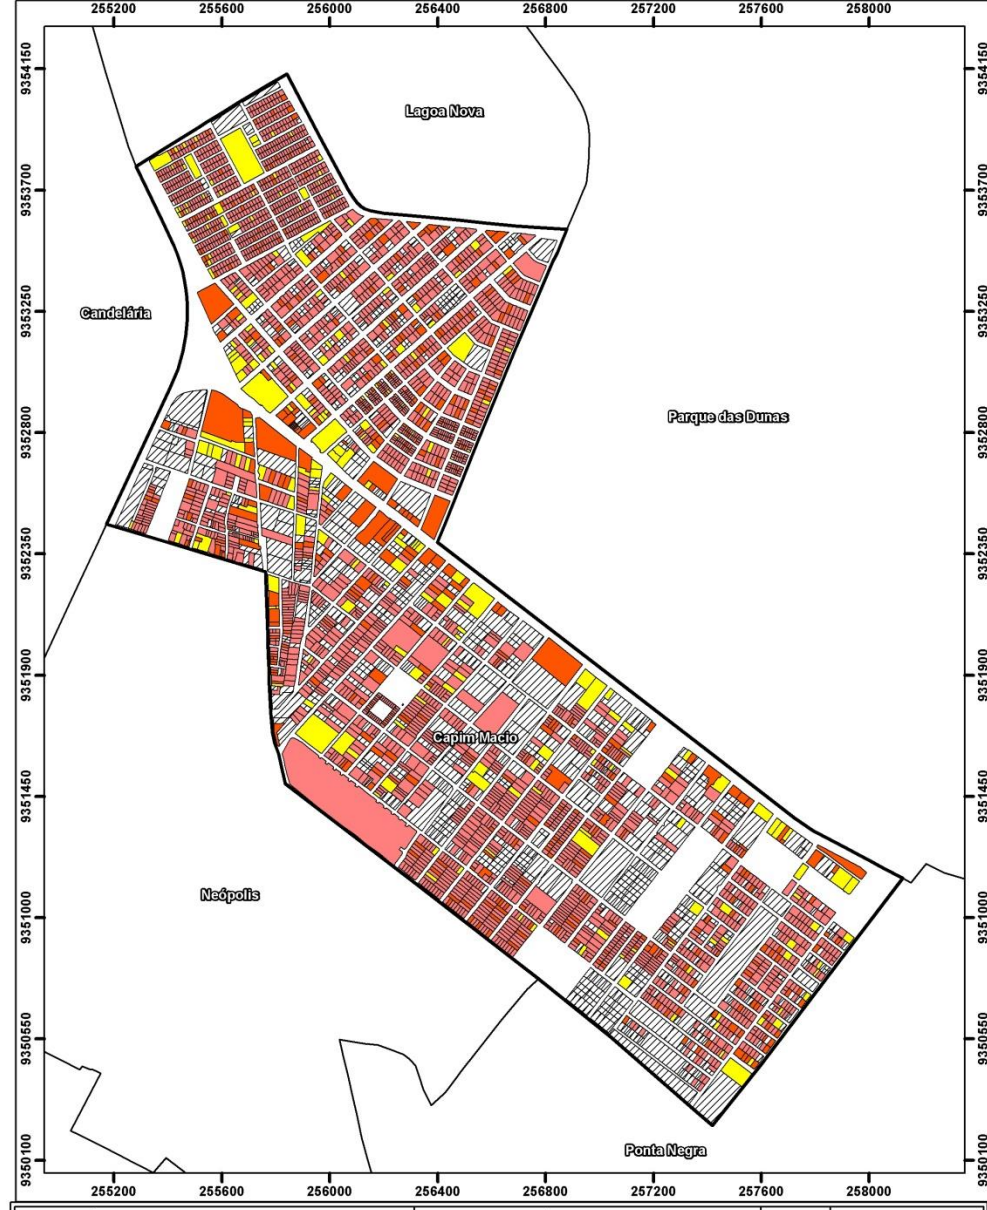 255200 255600 256000 256400 256800 257200 257600 258000
9354150 9354150
Lagoa Nova
9353700 9353700
Candelária
9353250 9353250
Parque das Dunas
9352800 9352800
9352350 9352350
9351900 9351900
Capim Macio
9351450 9351450
Neópolis
9351000 9351000
9350550 9350550
Ponta Negra
9350100 9350100
255200 255600 256000 256400 256800 257200 257600 258000